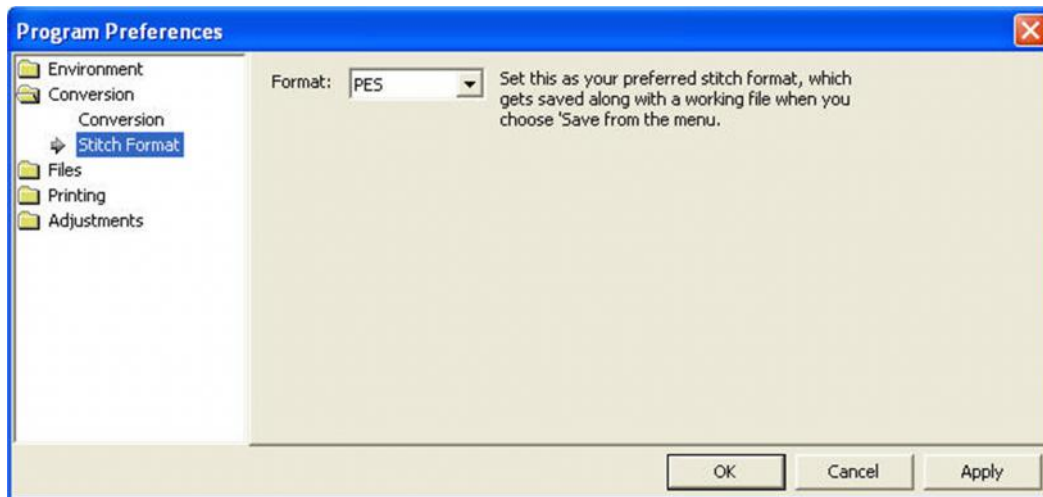 Program Preferences
Environment
Conversion
Conversion
Stitch Format
Files
Printing
Adjustments
Format: PES
Set this as your preferred stitch format, which
gets saved along with a working file when you
choose 'Save from the menu.
OK Cancel Apply